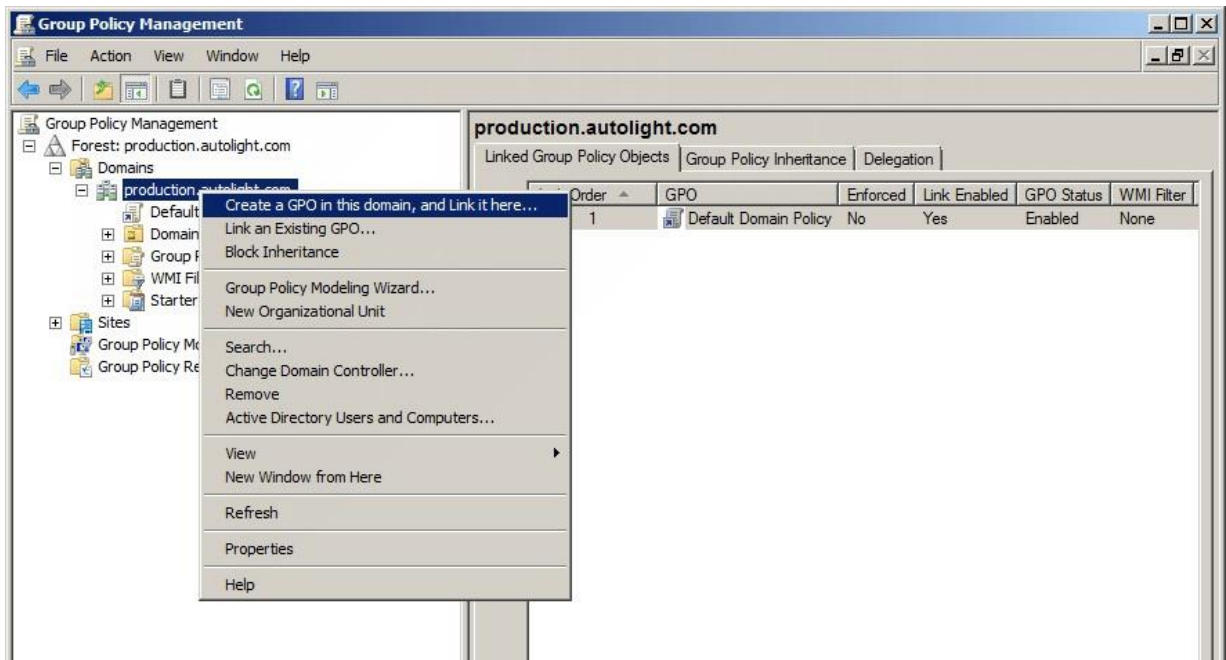 Group Policy Management
File Action View Window Help
Group Policy Management
Forest: production.autolight.com
Domains
production.autolight.com
Default
Domain
Group P
WMI Fil
Starter
Sites
Group Policy Mo
Group Policy Re
Create a GPO in this domain, and Link it here...
Link an Existing GPO...
Block Inheritance
Group Policy Modeling Wizard...
New Organizational Unit
Search...
Change Domain Controller...
Remove
Active Directory Users and Computers...
View
New Window from Here
Refresh
Properties
Help
production.autolight.com
Linked Group Policy Objects Group Policy Inheritance Delegation
Order GPO Enforced Link Enabled GPO Status WMI Filter
1 Default Domain Policy No Yes Enabled None